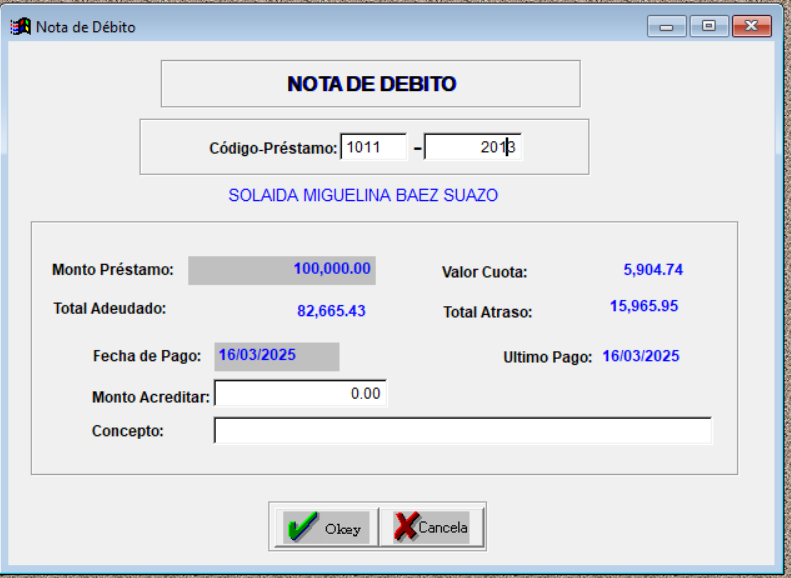 Nota de Débito
NOTA DE DEBITO
Código-Préstamo: 1011 - 2013
SOLAIDA MIGUELINA BAEZ SUAZO
Monto Préstamo: 100,000.00 Valor Cuota: 5,904.74
Total Adeudado: 82,665.43 Total Atraso: 15,965.95
Fecha de Pago: 16/03/2025 Ultimo Pago: 16/03/2025
Monto Acreditar: 0.00
Concepto:
Okey Cancela